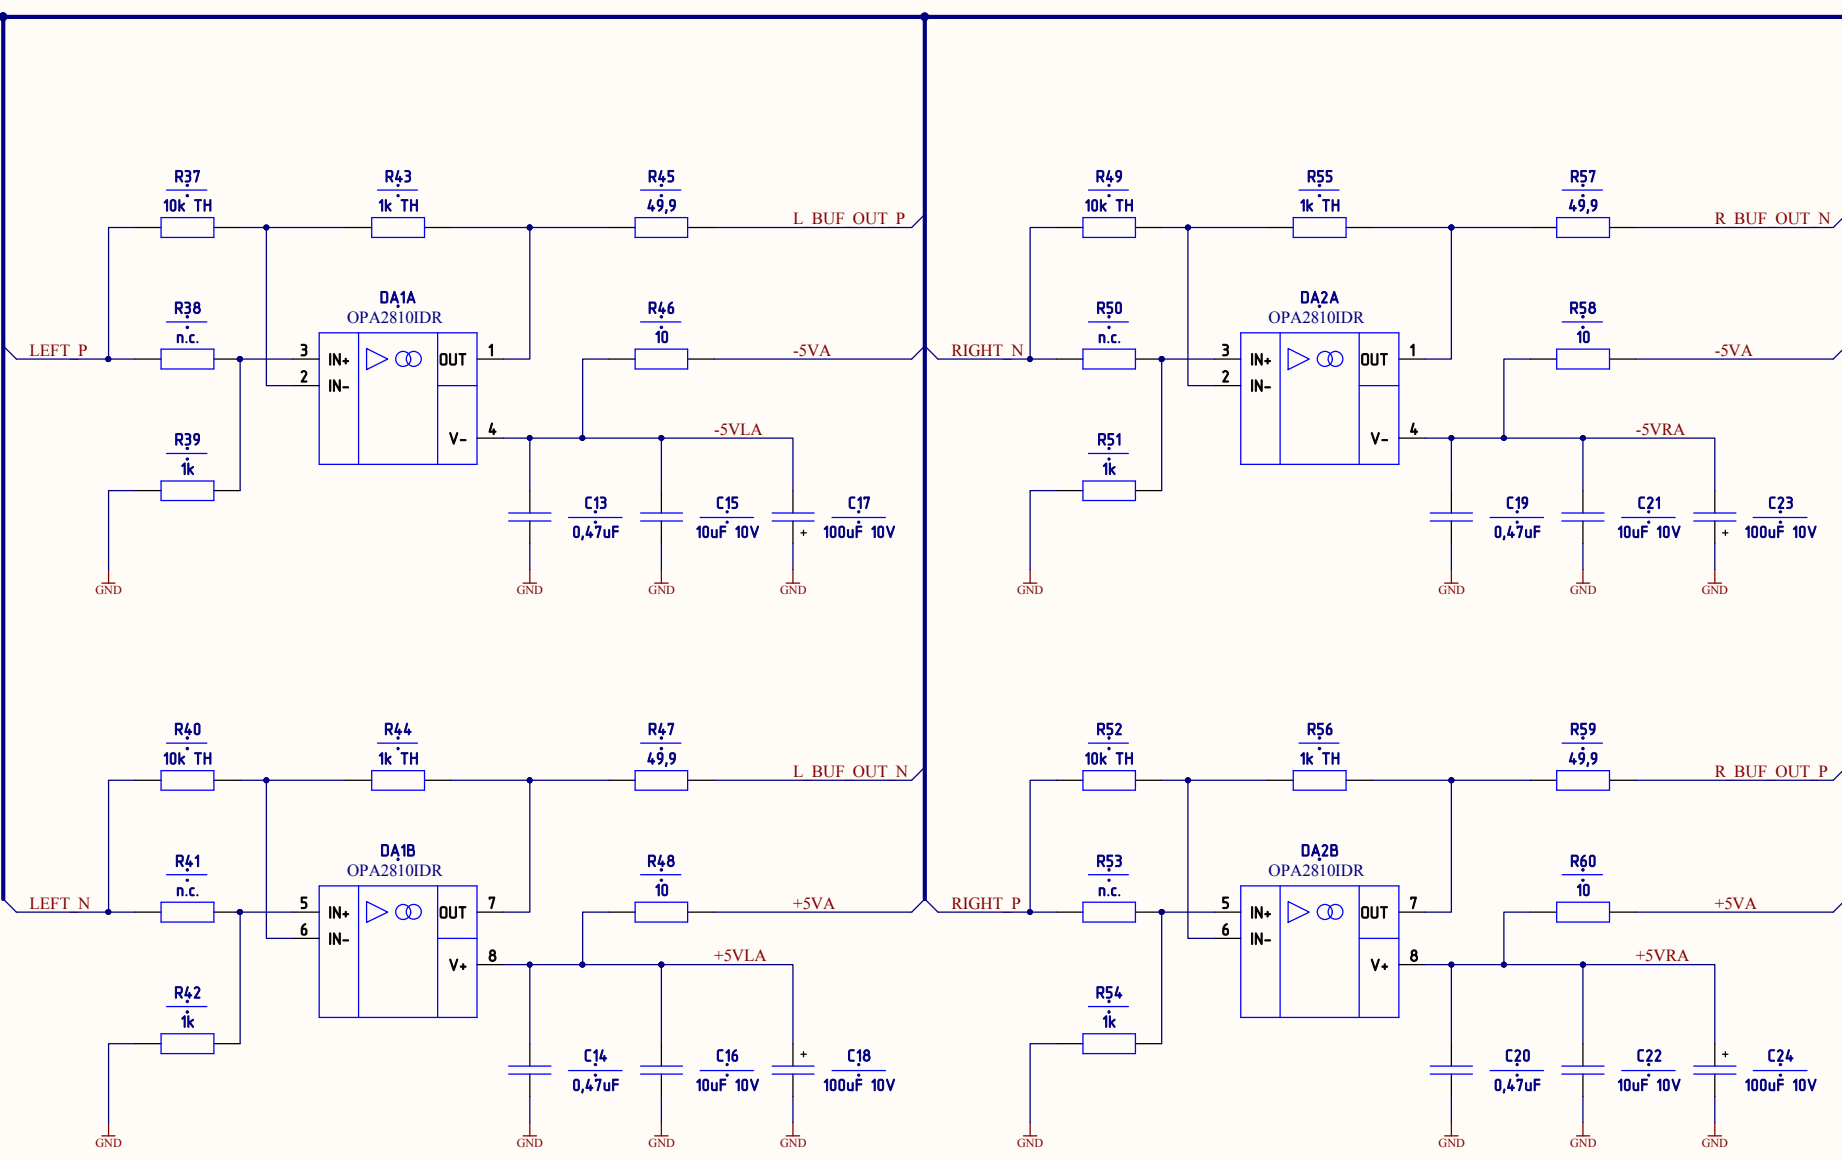 R37
10k TH
R43
1k TH
R45
49,9
L_BUF_OUT_P
R38
n.c.
DA1A
OPA2810IDR
R46
10
LEFT_P
3 IN+
2 IN-
OUT 1
-5VA
R39
1k
V- 4
-5VLA
C13
0,47uF
C15
10uF 10V
C17
100uF 10V
+
GND
GND
GND
GND
R49
10k TH
R55
1k TH
R57
49,9
R_BUF_OUT_N
R50
n.c.
DA2A
OPA2810IDR
R58
10
RIGHT_N
3 IN+
2 IN-
OUT 1
-5VA
R51
1k
V- 4
-5VRA
C19
0,47uF
C21
10uF 10V
C23
100uF 10V
+
GND
GND
GND
GND
R40
10k TH
R44
1k TH
R47
49,9
L_BUF_OUT_N
R41
n.c.
DA1B
OPA2810IDR
R48
10
LEFT_N
5 IN+
6 IN-
OUT 7
+5VA
R42
1k
V+ 8
+5VLA
C14
0,47uF
C16
10uF 10V
+
C18
100uF 10V
GND
GND
GND
GND
R52
10k TH
R56
1k TH
R59
49,9
R_BUF_OUT_P
R53
n.c.
DA2B
OPA2810IDR
R60
10
RIGHT_P
5 IN+
6 IN-
OUT 7
+5VA
R54
1k
V+ 8
+5VRA
C20
0,47uF
C22
10uF 10V
+
C24
100uF 10V
GND
GND
GND
GND